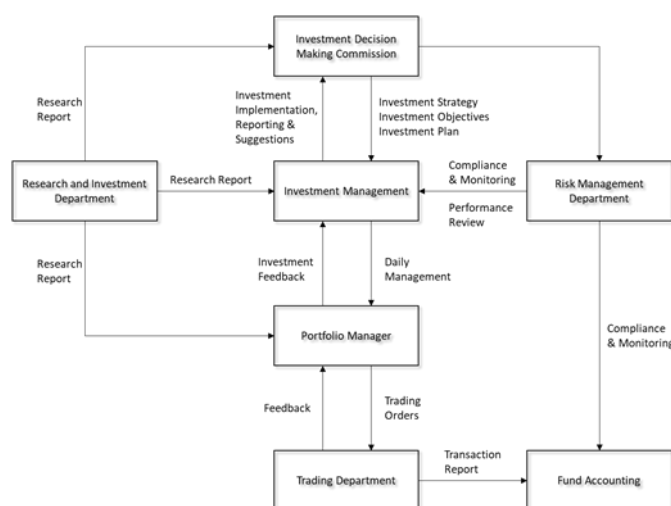 Investment Decision
Making Commission
Research
Report
Investment
Implementation,
Reporting &
Suggestions
Investment Strategy
Investment Objectives
Investment Plan
Research and Investment
Department
Research Report
Investment Management
Compliance
& Monitoring
Performance
Review
Risk Management
Department
Research
Report
Investment
Feedback
Daily
Management
Portfolio Manager
Compliance
& Monitoring
Feedback
Trading
Orders
Trading Department
Transaction
Report
Fund Accounting